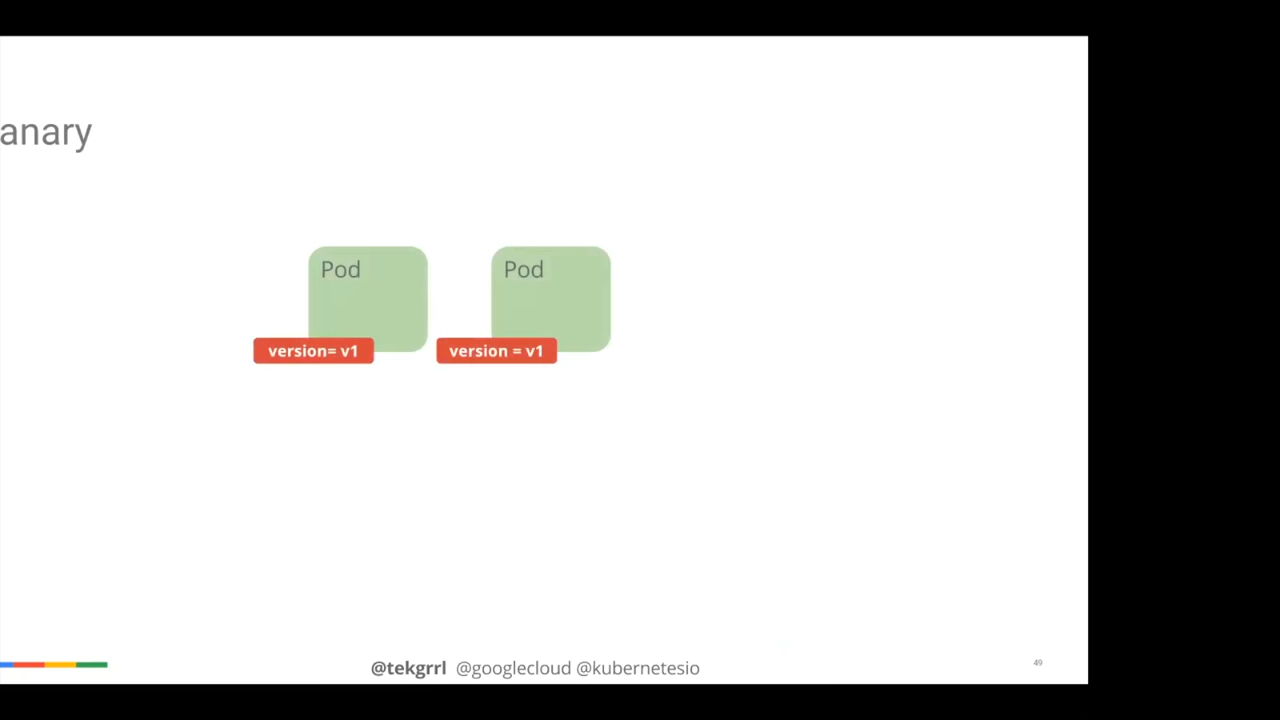 anary
Pod
Pod
version= v1
version = v1
@tekgrrl @googlecloud @kubernetesio
49